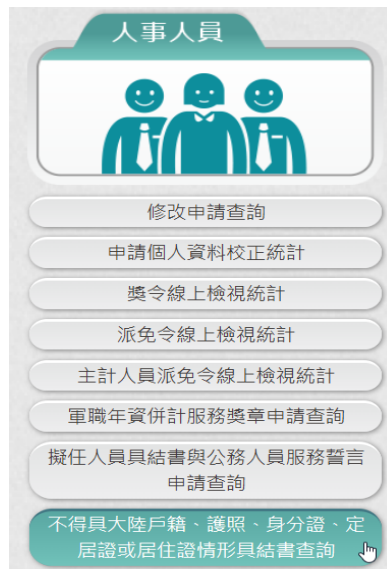 人事人員
修改申請查詢
申請個人資料校正統計
獎令線上檢視統計
派免令線上檢視統計
主計人員派免令線上檢視統計
軍職年資併計服務獎章申請查詢
擬任人員具結書與公務人員服務誓言
申請查詢
不得具大陸戶籍、護照、身分證、定
居證或居住證情形具結書查詢